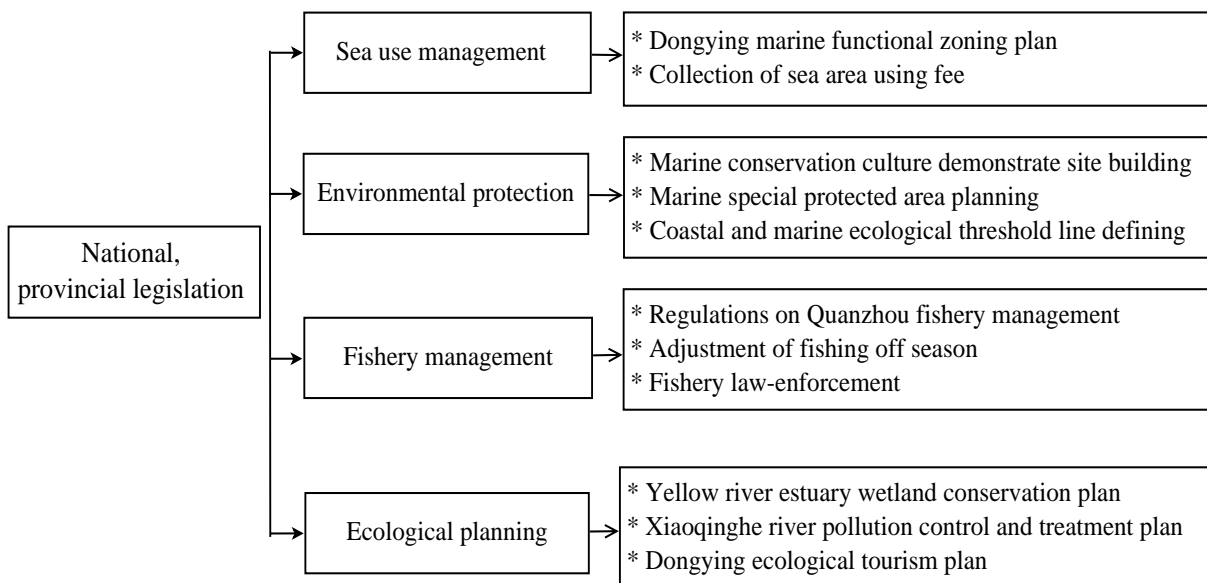 National,
provincial legislation
Sea use management
* Dongying marine functional zoning plan
* Collection of sea area using fee
Environmental protection
* Marine conservation culture demonstrate site building
* Marine special protected area planning
* Coastal and marine ecological threshold line defining
Fishery management
* Regulations on Quanzhou fishery management
* Adjustment of fishing off season
* Fishery law-enforcement
Ecological planning
* Yellow river estuary wetland conservation plan
* Xiaoqinghe river pollution control and treatment plan
* Dongying ecological tourism plan